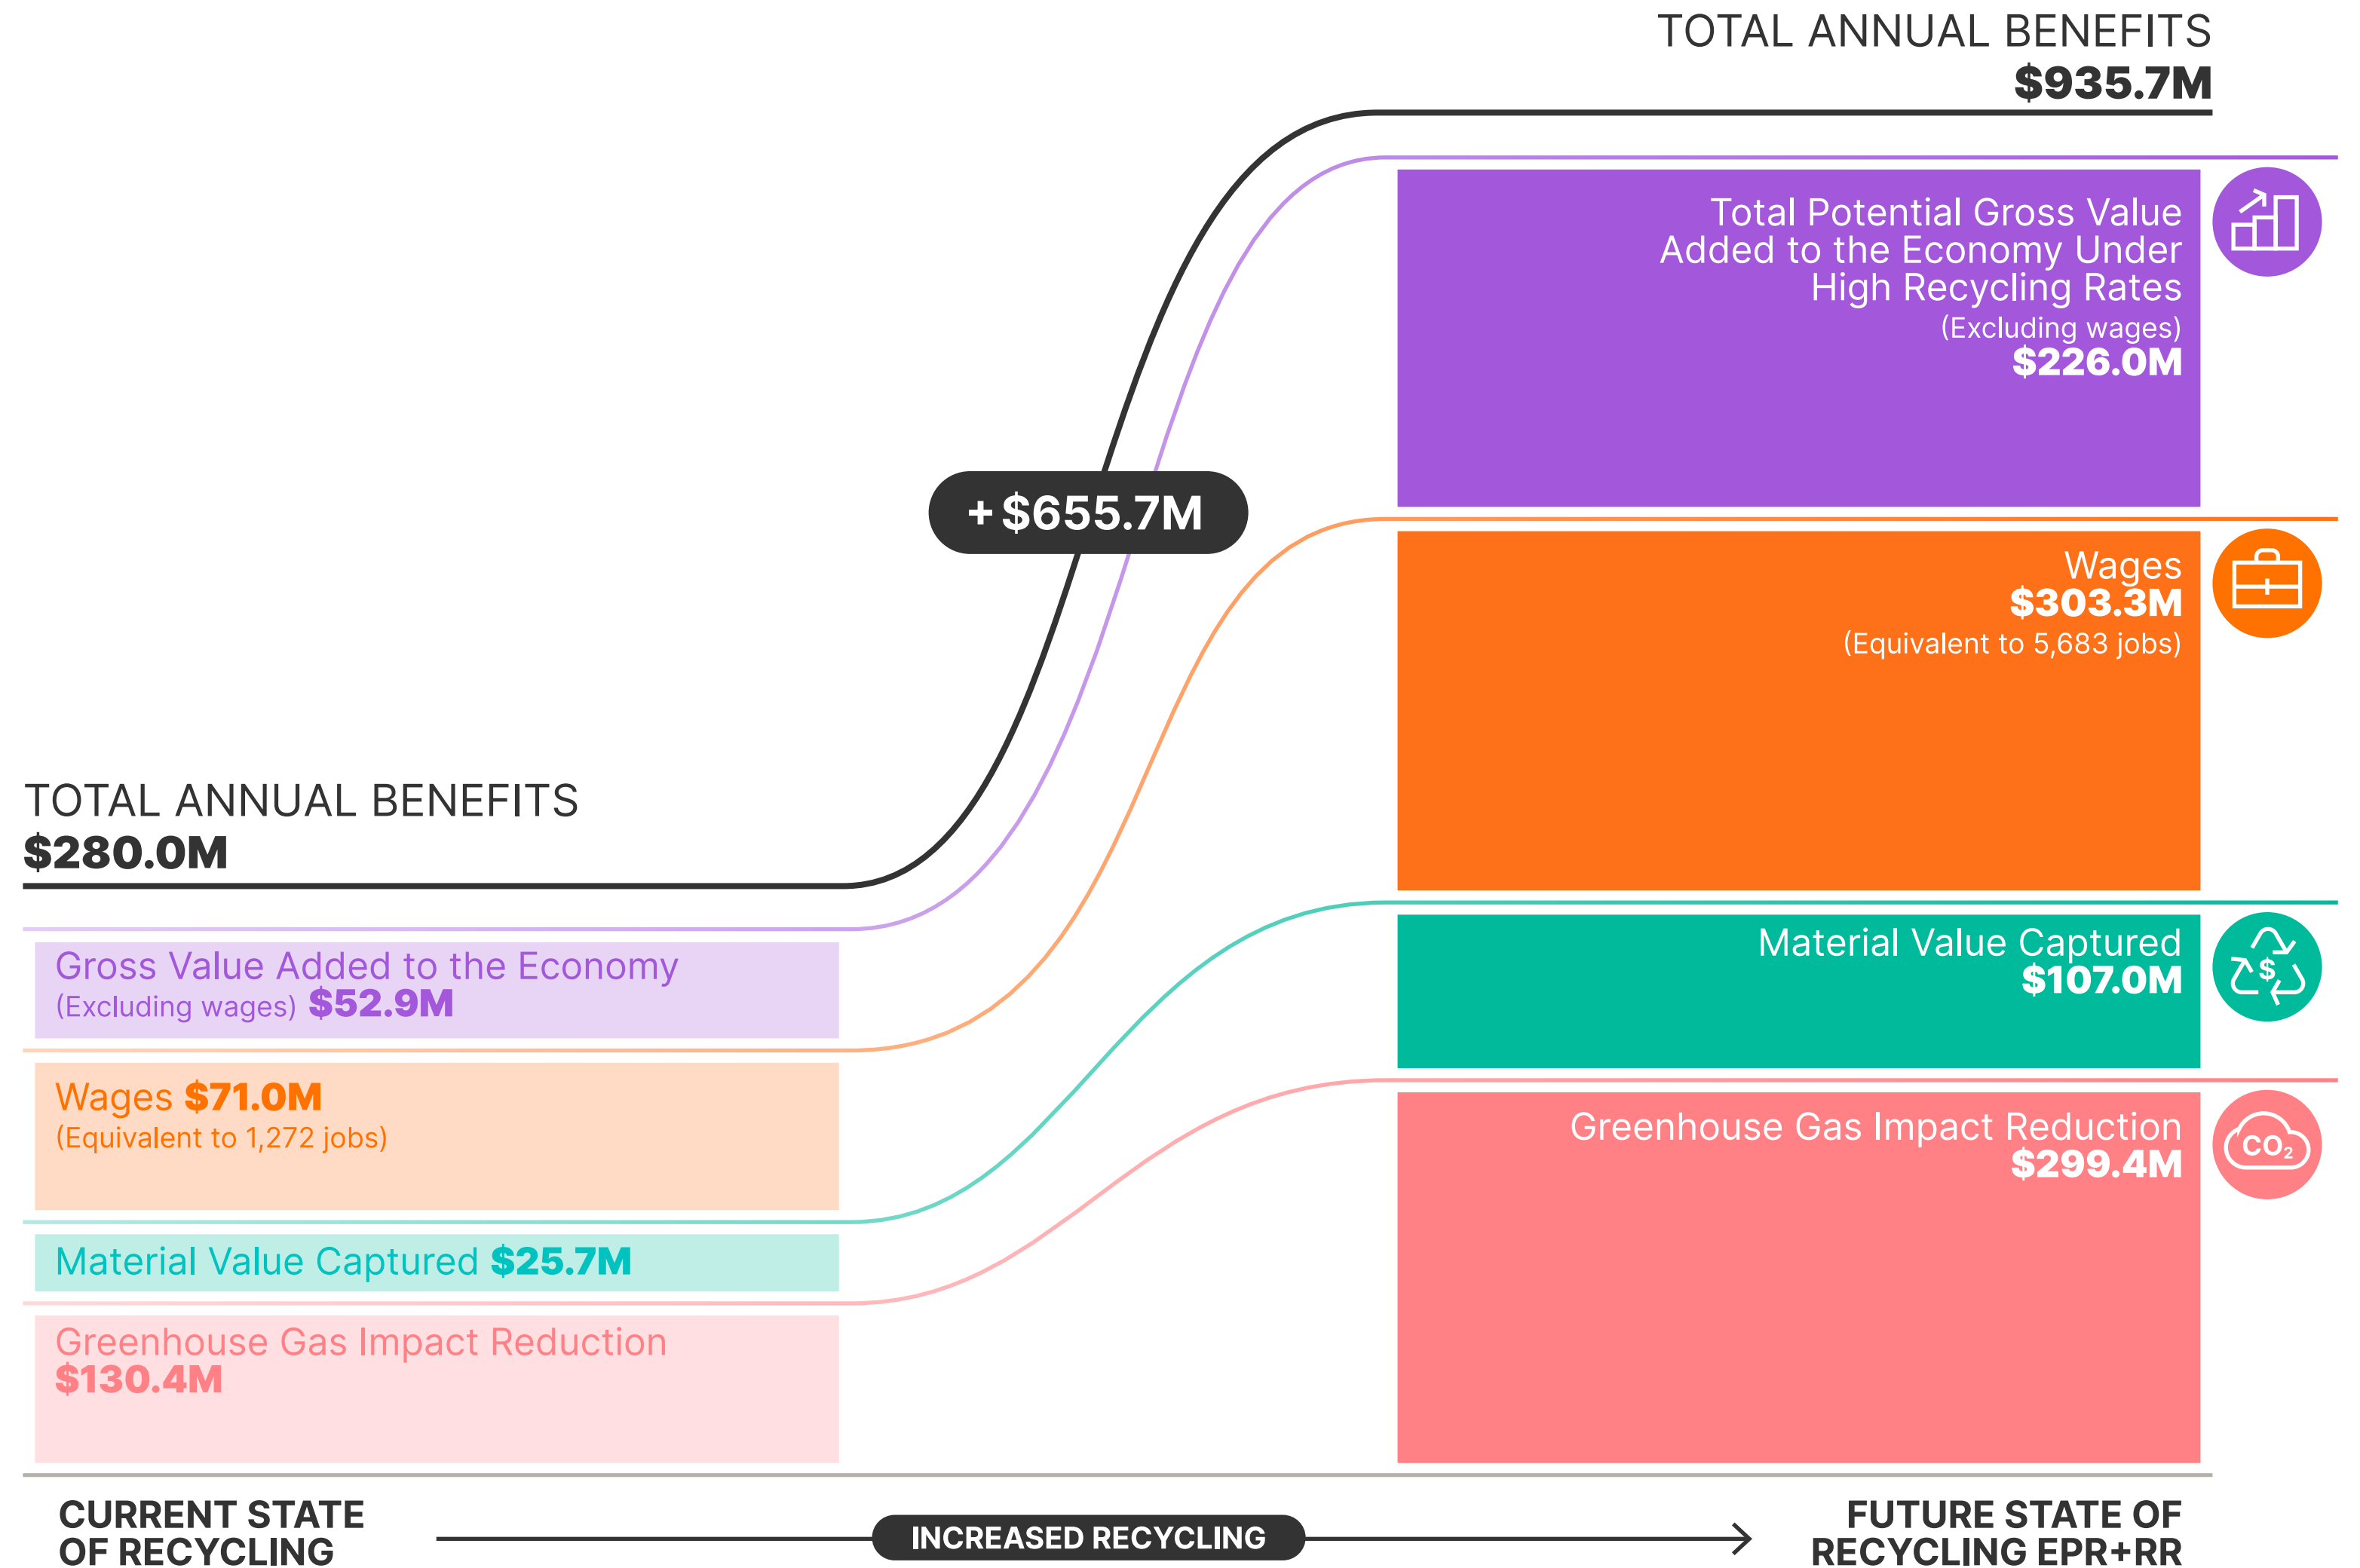 TOTAL ANNUAL BENEFITS
$935.7M
Total Potential Gross Value
Added to the Economy Under
High Recycling Rates
(Excluding wages)
$226.0M
+$655.7M
Wages
$303.3M
(Equivalent to 5,683 jobs)
TOTAL ANNUAL BENEFITS
$280.0M
Gross Value Added to the Economy
(Excluding wages) $52.9M
Wages $71.0M
(Equivalent to 1,272 jobs)
Material Value Captured $25.7M
Greenhouse Gas Impact Reduction
$130.4M
Material Value Captured
$107.0M
$
Greenhouse Gas Impact Reduction
$299.4M
CO₂
CURRENT STATE
OF RECYCLING
INCREASED RECYCLING
FUTURE STATE OF
RECYCLING EPR+RR